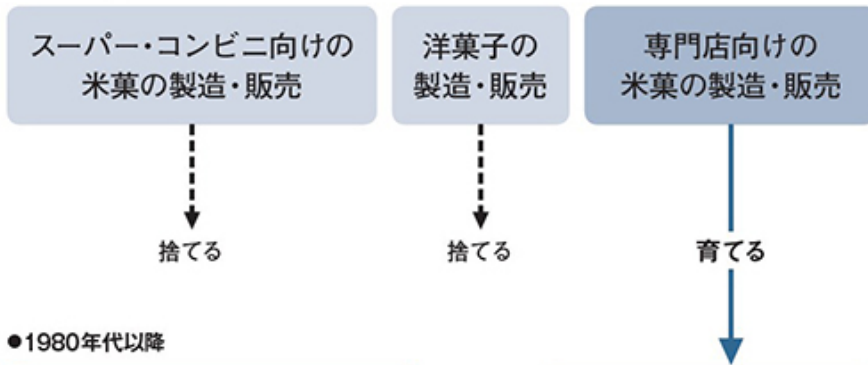 スーパー・コンビニ向けの
米菓の製造・販売
洋菓子の
製造・販売
専門店向けの
米菓の製造・販売
捨てる
捨てる
育てる
●1980年代以降